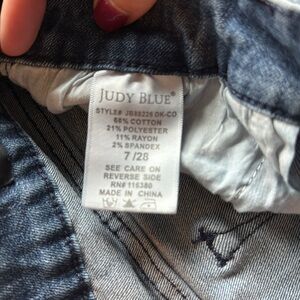 JUDY BLUE®
STYLE# JB88226 DK-CO
66% COTTON
21% POLYESTER
11% RAYON
2% SPANDEX
7 /28
SEE CARE ON
REVERSE SIDE
RN# 116380
MADE IN CHINA